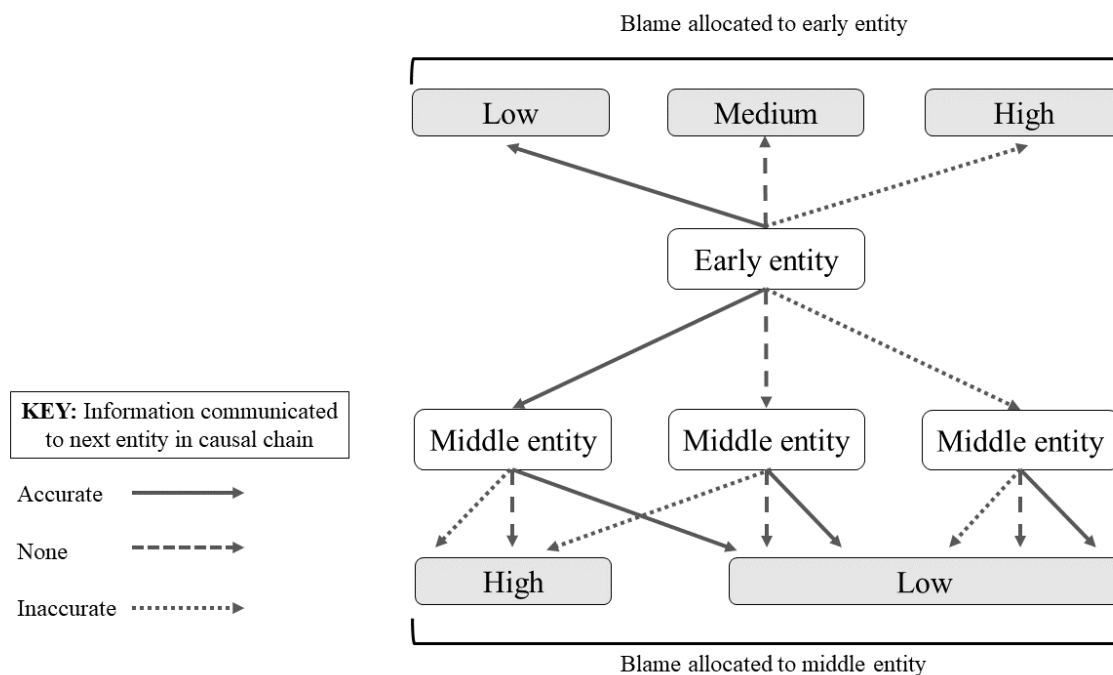 Blame allocated to early entity
Low
Medium
High
Early entity
KEY: Information communicated
to next entity in causal chain
Accurate
None
Inaccurate
Middle entity
Middle entity
Middle entity
High
Low
Blame allocated to middle entity